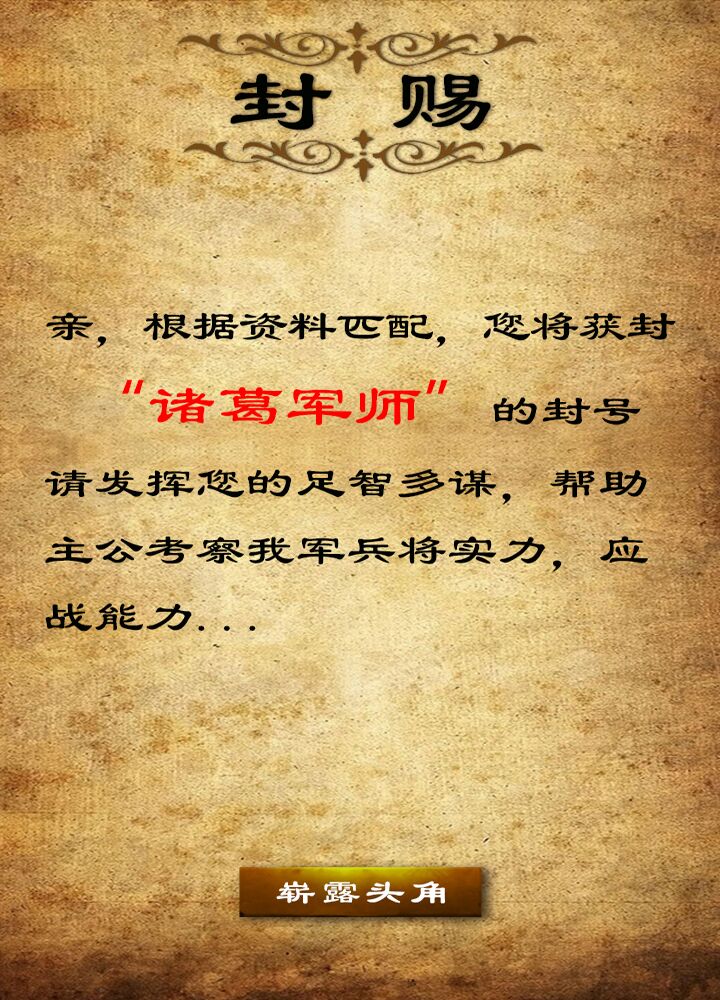 封 赐
亲，根据资料匹配，您将获封
“诸葛军师” 的封号
请发挥您的足智多谋，帮助
主公考察我军兵将实力，应
战能力...
崭露头角